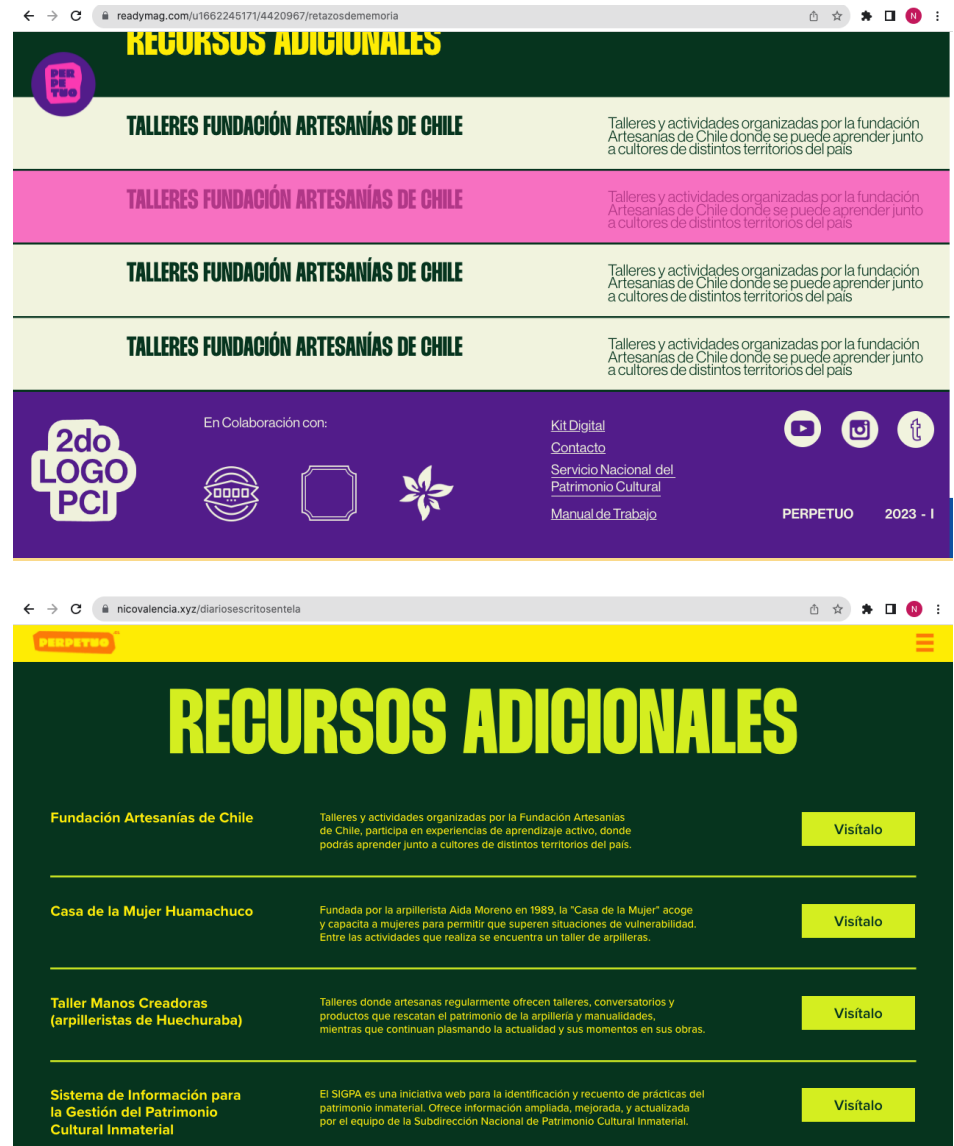 readymag.com/u1662245171/4420967/retazosdememoria
N
RECURSOS ADICIONALES
PER
PE
TUO
TALLERES FUNDACIÓN ARTESANÍAS DE CHILE
Talleres y actividades organizadas por la fundación
Artesanías de Chile donde se puede aprender junto
a cultores de distintos territorios del país
TALLERES FUNDACIÓN ARTESANÍAS DE CHILE
Talleres y actividades organizadas por la fundación
Artesanías de Chile donde se puede aprender junto
a cultores de distintos territorios del país
TALLERES FUNDACIÓN ARTESANÍAS DE CHILE
Talleres y actividades organizadas por la fundación
Artesanías de Chile donde se puede aprender junto
a cultores de distintos territorios del país
TALLERES FUNDACIÓN ARTESANÍAS DE CHILE
Talleres y actividades organizadas por la fundación
Artesanías de Chile donde se puede aprender junto
a cultores de distintos territorios del país
2do
LOGO
PCI
En Colaboración con:
Kit Digital
Contacto
Servicio Nacional del
Patrimonio Cultural
Manual de Trabajo
t
PERPETUO 2023 - I
nicovalencia.xyz/diariosescritosentela
N
PERPETUO
RECURSOS ADICIONALES
Fundación Artesanías de Chile
Talleres y actividades organizadas por la Fundación Artesanías
de Chile, participa en experiencias de aprendizaje activo, donde
podrás aprender junto a cultores de distintos territorios del país.
Visítalo
Casa de la Mujer Huamachuco
Fundada por la arpillerista Aida Moreno en 1989, la "Casa de la Mujer" acoge
y capacita a mujeres para permitir que superen situaciones de vulnerabilidad.
Entre las actividades que realiza se encuentra un taller de arpilleras.
Visítalo
Taller Manos Creadoras
(arpilleristas de Huechuraba)
Talleres donde artesanas regularmente ofrecen talleres, conversatorios y
productos que rescatan el patrimonio de la arpillería y manualidades,
mientras que continuan plasmando la actualidad y sus momentos en sus obras.
Visítalo
Sistema de Información para
la Gestión del Patrimonio
Cultural Inmaterial
El SIGPA es una iniciativa web para la identificación y recuento de prácticas del
patrimonio inmaterial. Ofrece información ampliada, mejorada, y actualizada
por el equipo de la Subdirección Nacional de Patrimonio Cultural Inmaterial.
Visítalo